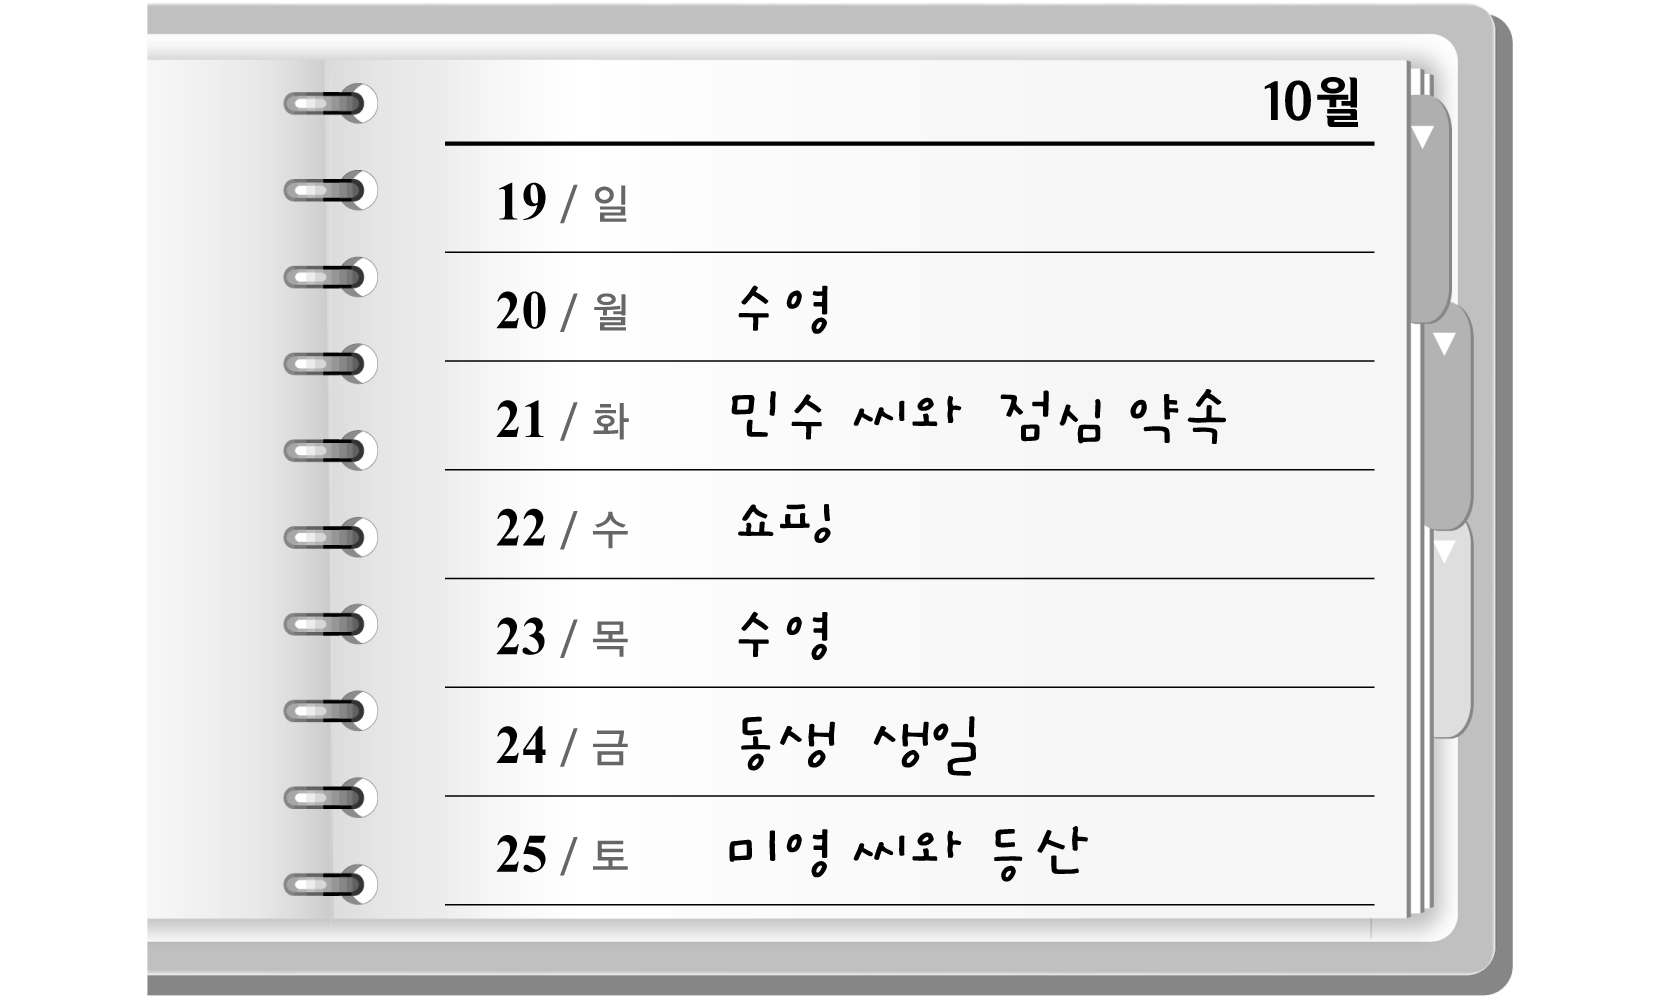 10월
19 / 일
20 / 월 수영
21 / 화 민수 씨와 점심 약속
22 / 수 쇼핑
23 / 목 수영
24 / 금 동생 생일
25 / 토 미영 씨와 등산